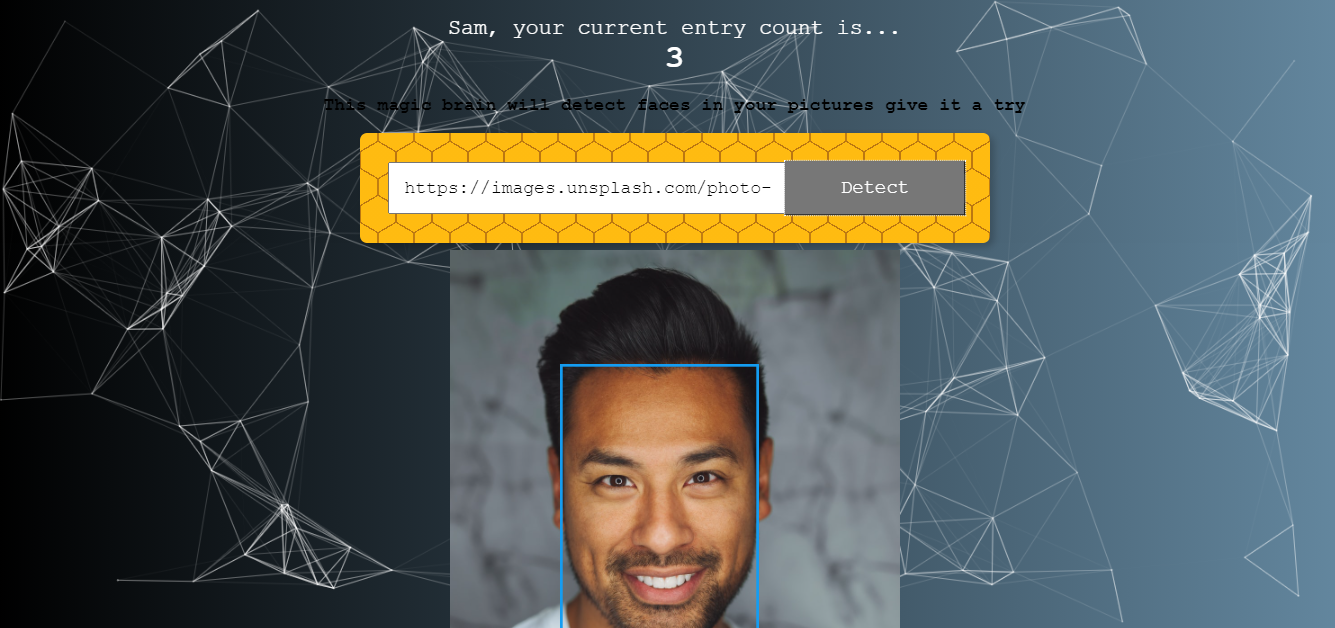 Sam, your current entry count is...
3
This magic brain will detect faces in your pictures give it a try
https://images.unsplash.com/photo-
Detect